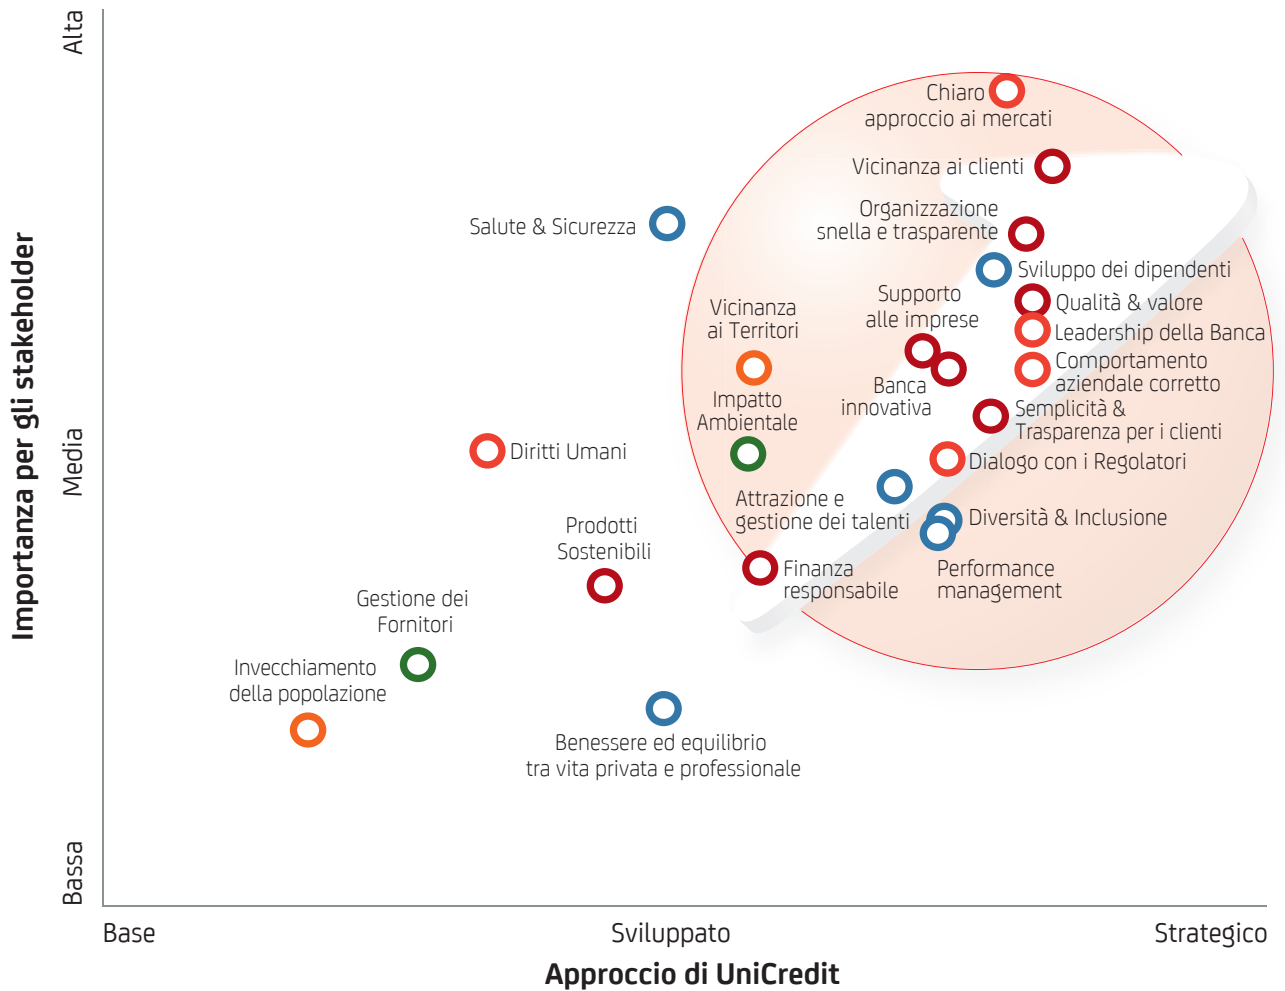 Alta
Importanza per gli stakeholder
Media
Bassa
Chiaro
approccio ai mercati
Vicinanza ai clienti
Organizzazione
snella e trasparente
Salute & Sicurezza
Sviluppo dei dipendenti
Supporto
alle imprese
Qualità & valore
Vicinanza
ai Territori
Leadership della Banca
Comportamento
aziendale corretto
Banca
innovativa
Impatto
Ambientale
Semplicità &
Trasparenza per i clienti
Diritti Umani
Dialogo con i Regolatori
Attrazione e
gestione dei talenti
Diversità & Inclusione
Prodotti
Sostenibili
Finanza
responsabile
Performance
management
Gestione dei
Fornitori
Invecchiamento
della popolazione
Benessere ed equilibrio
tra vita privata e professionale
Base
Sviluppato
Strategico
Approccio di UniCredit